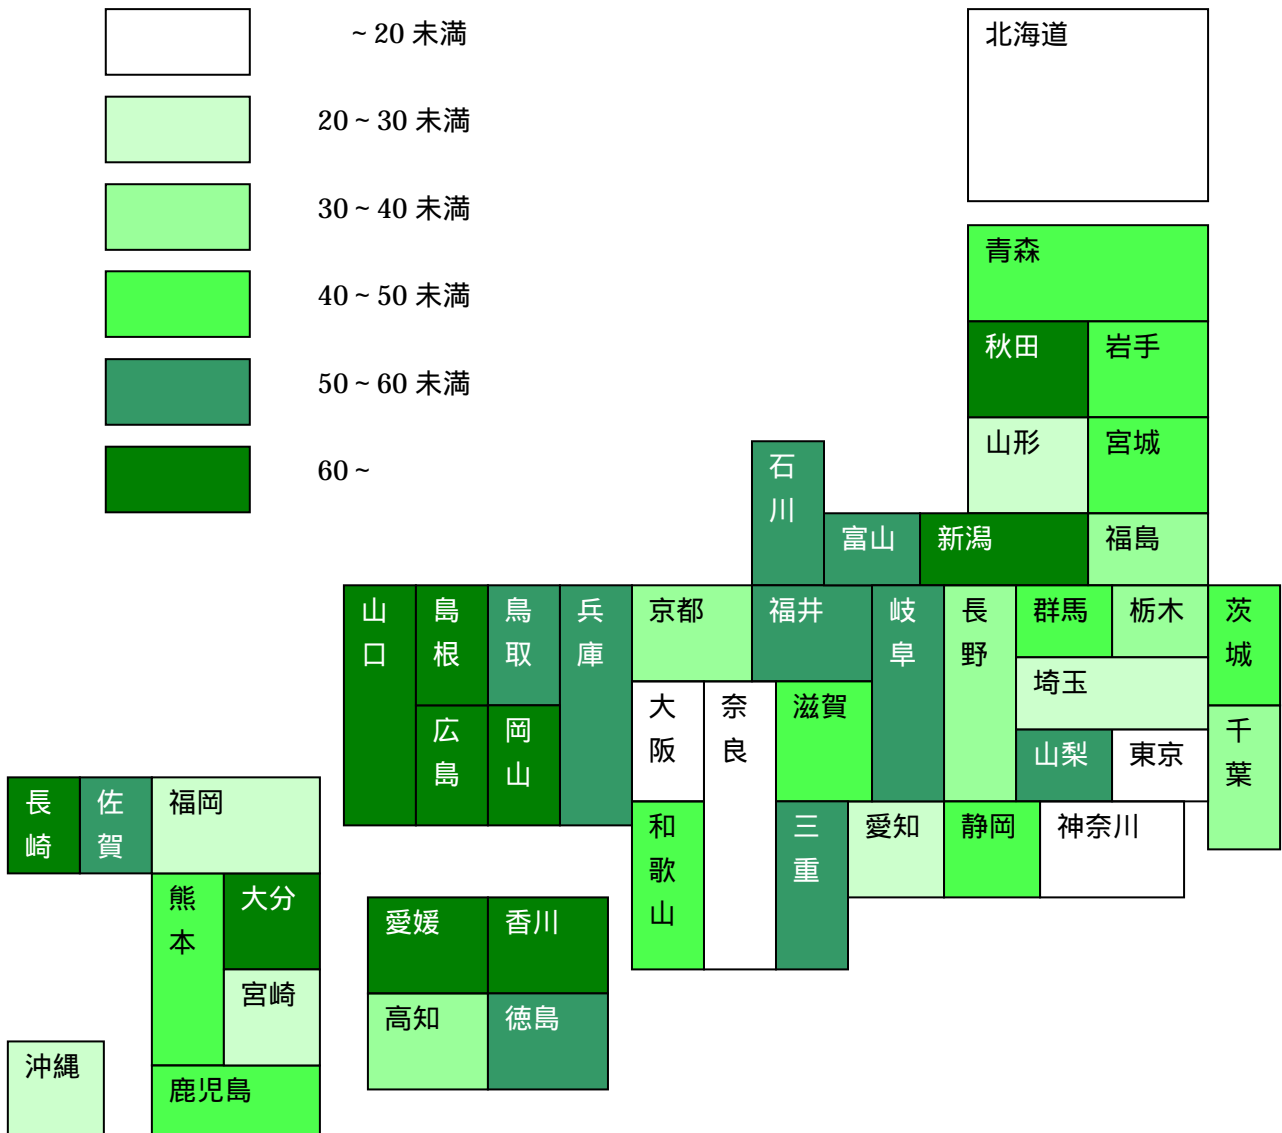 ~ 20 未満
20 ~ 30 未満
30 ~ 40 未満
40 ~ 50 未満
50 ~ 60 未満
60 ~
北海道
青森
秋田
岩手
山形
宮城
石川
富山
新潟
福島
山口
島根
鳥取
兵庫
京都
福井
岐阜
長野
群馬
栃木
茨城
埼玉
大阪
奈良
滋賀
広島
岡山
千葉
山梨
東京
長崎
佐賀
福岡
和歌山
三重
愛知
静岡
神奈川
熊本
大分
愛媛
香川
宮崎
高知
徳島
沖縄
鹿児島